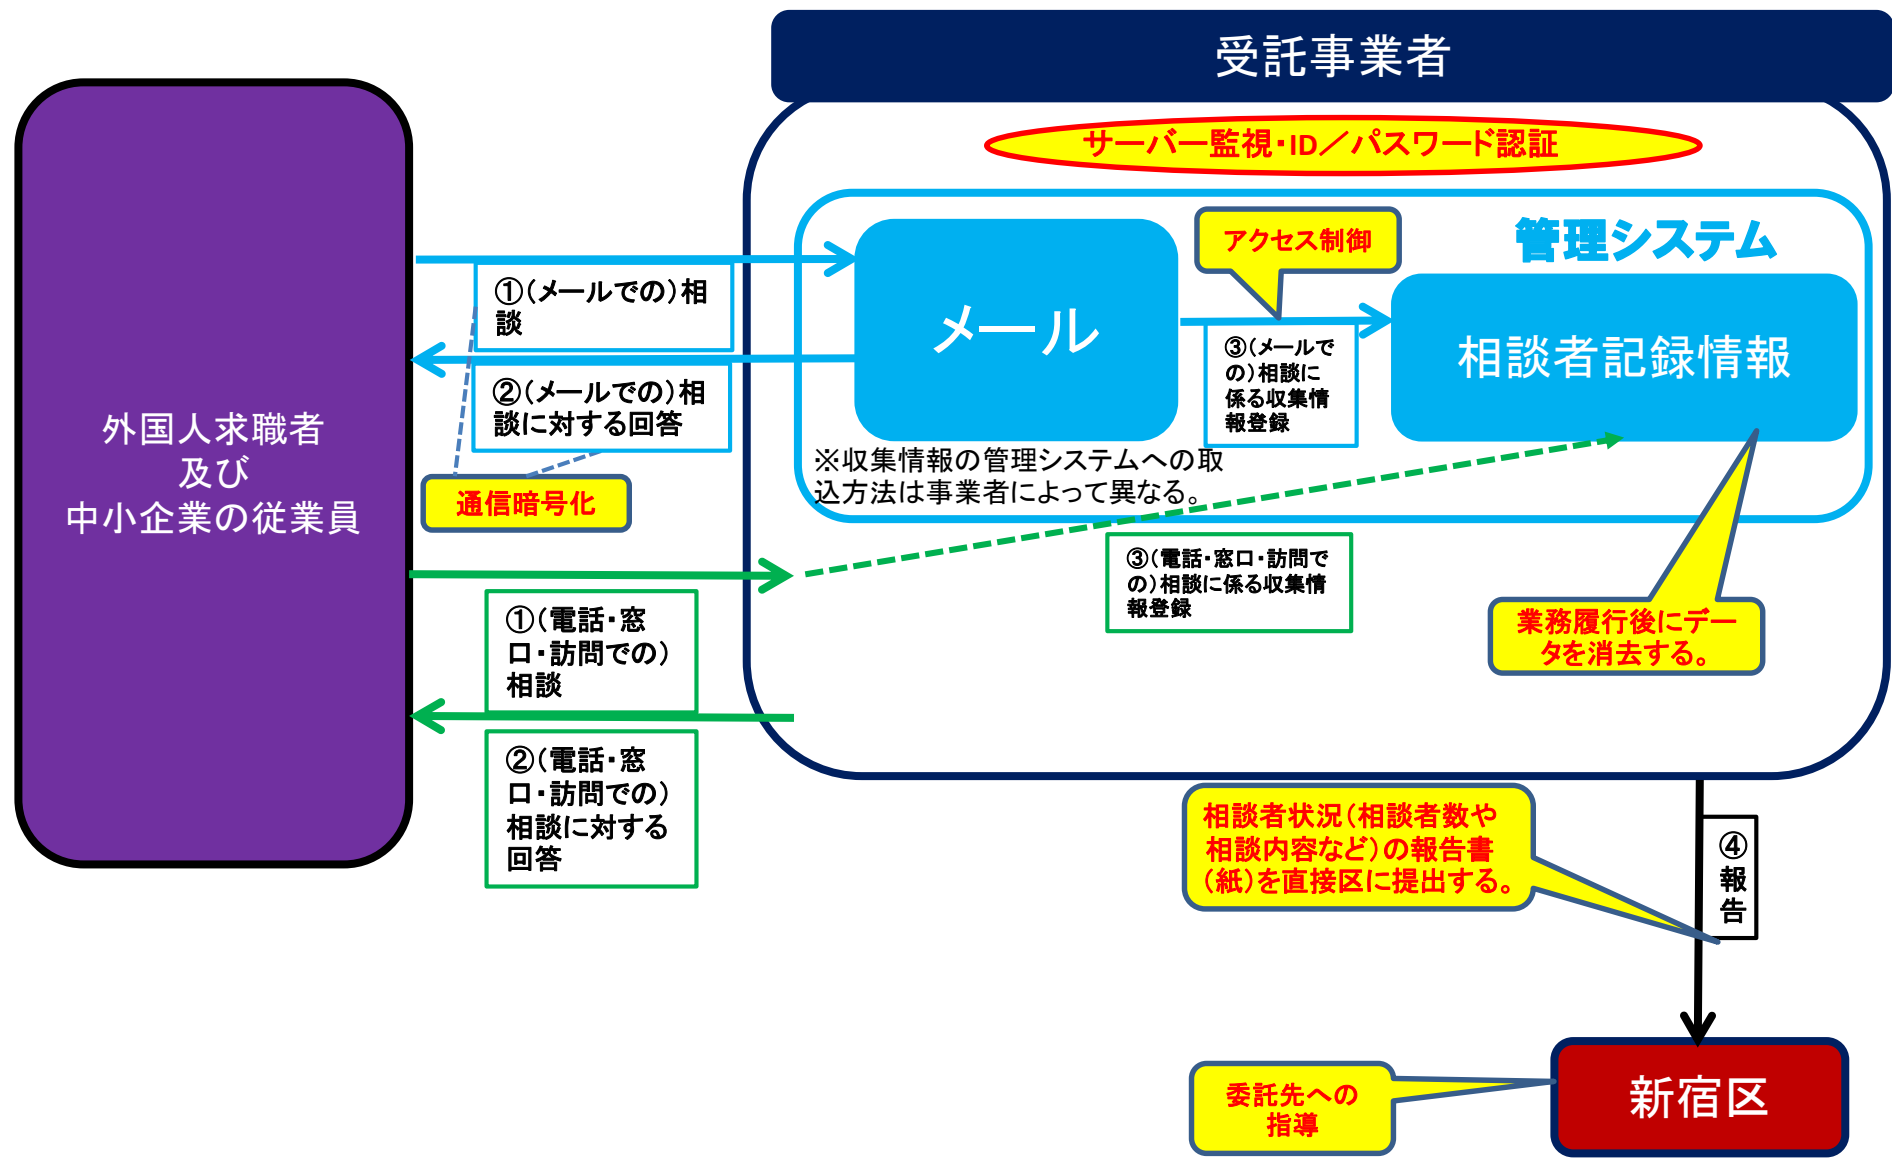 受託事業者
サーバー監視・ID／パスワード認証
管理システム
アクセス制御
メール
相談者記録情報
①（メールでの）相
談
②（メールでの）相
談に対する回答
③（メールで
の）相談に
係る収集情
報登録
※収集情報の管理システムへの取
込方法は事業者によって異なる。
外国人求職者
及び
中小企業の従業員
通信暗号化
③（電話・窓口・訪問で
の）相談に係る収集情
報登録
①（電話・窓
口・訪問での）
相談
業務履行後にデー
タを消去する。
②（電話・窓
口・訪問での）
相談に対する
回答
相談者状況（相談者数や
相談内容など）の報告書
（紙）を直接区に提出する。
④
報
告
委託先への
指導
新宿区